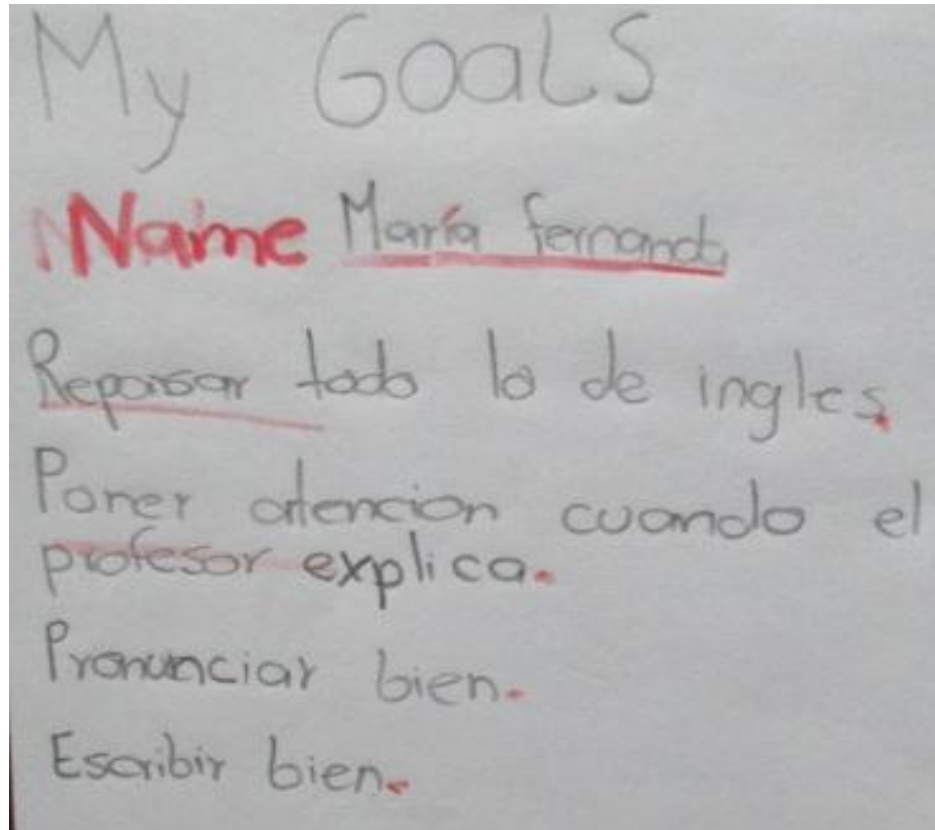 My GoaLS
Name María fernanda
Repasar todo lo de ingles.
Poner atencion cuando el
profesor explica.
Pronunciar bien.
Escribir bien.